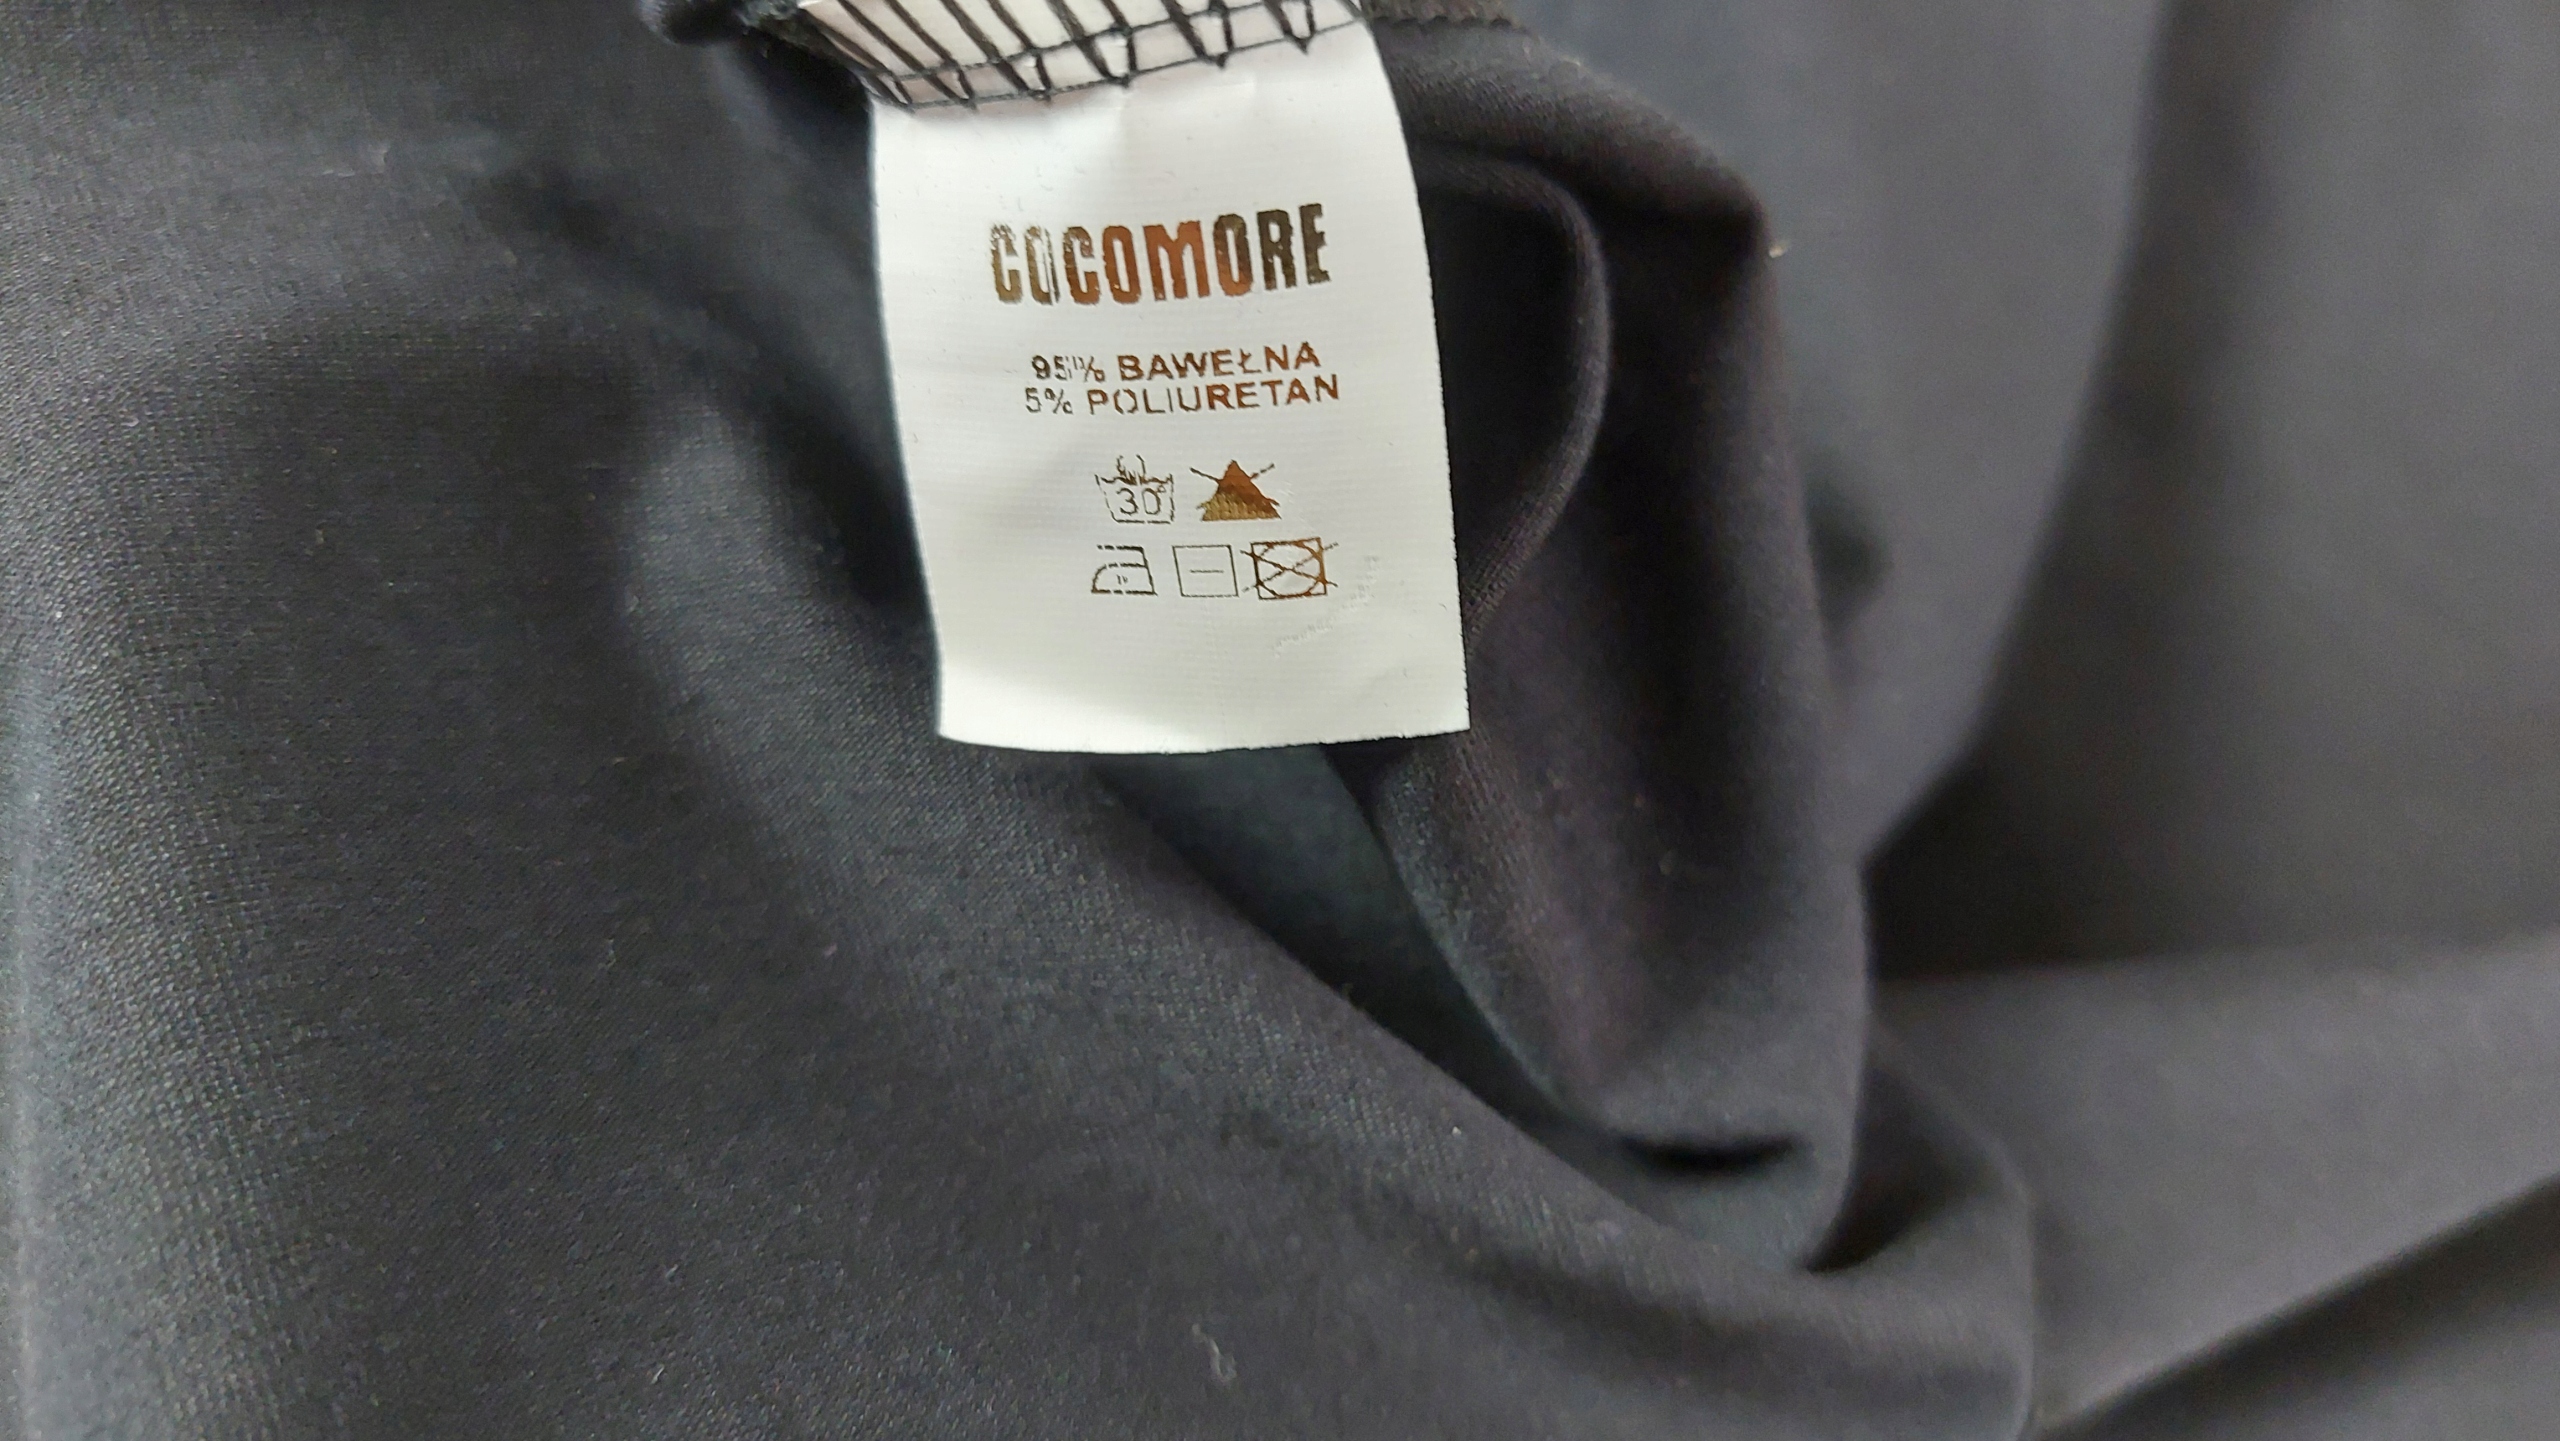 COCOMORE
95% BAWEŁNA
5% POLIURETAN
30°